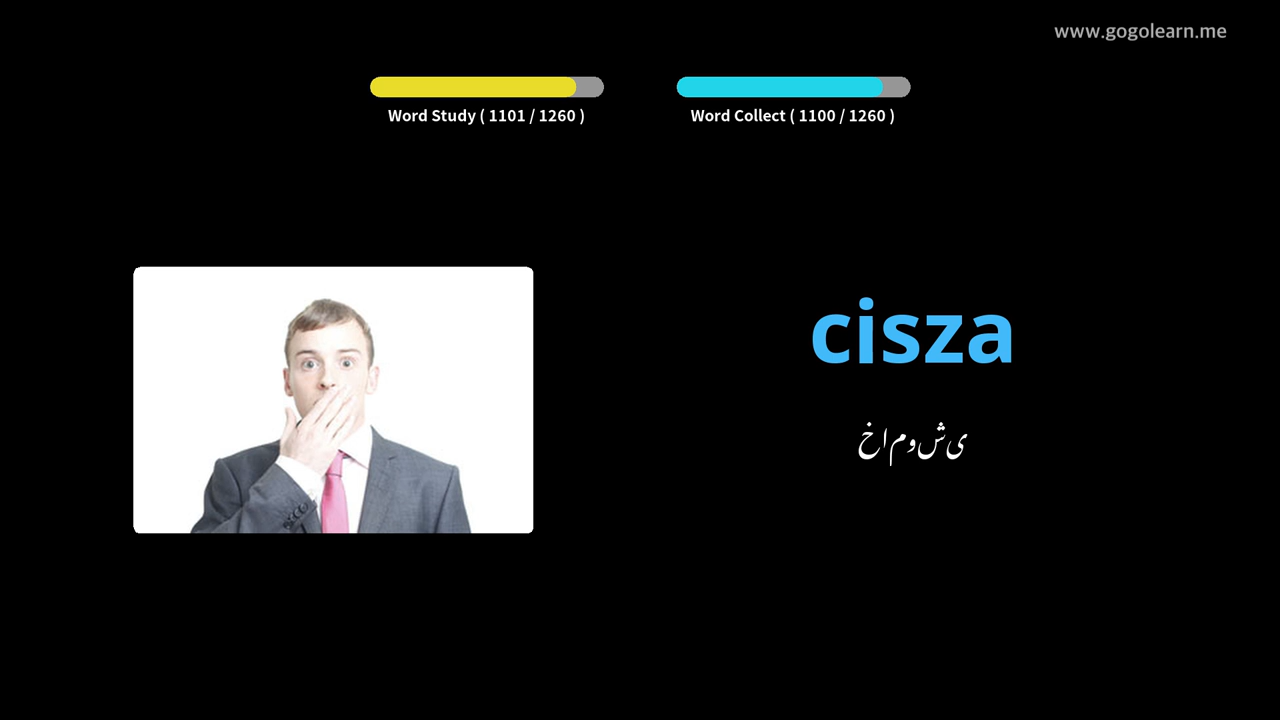 www.gogolearn.me
Word Study ( 1101 / 1260 )
Word Collect ( 1100 / 1260 )
cisza
خاموشی